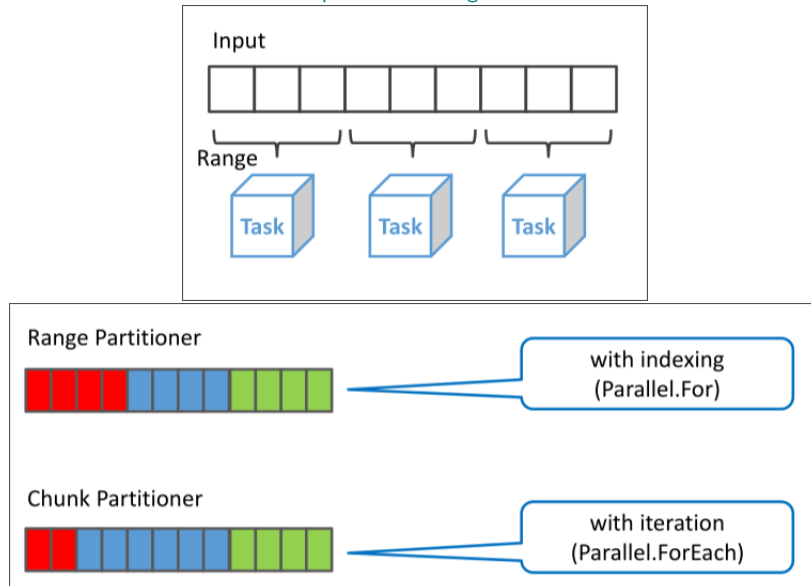 Input
Range
Task
Task
Task
Range Partitioner
with indexing
(Parallel.For)
Chunk Partitioner
with iteration
(Parallel.ForEach)